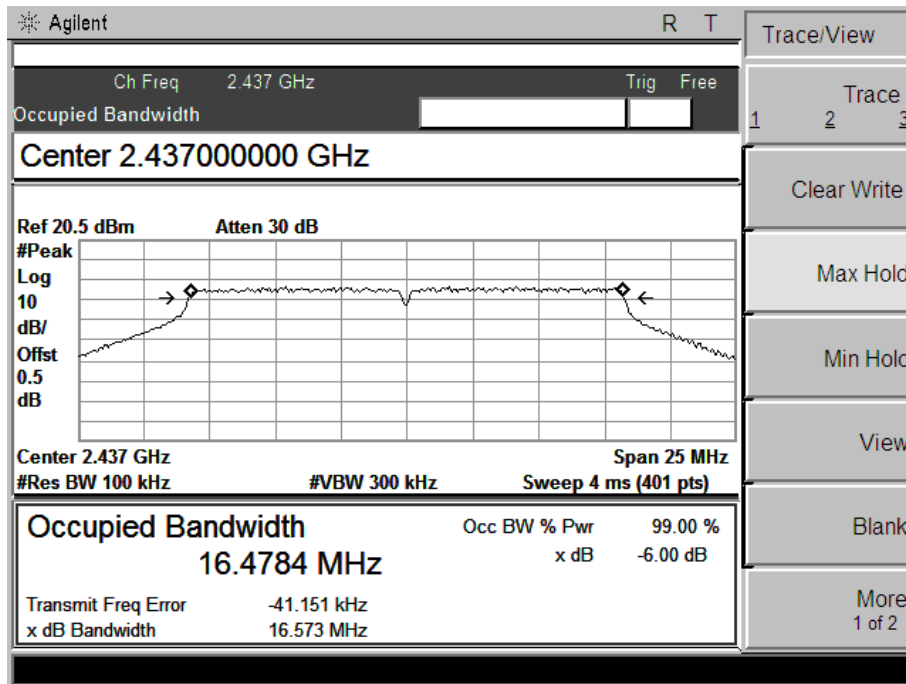 Agilent R T
Ch Freq 2.437 GHz Trig Free
Occupied Bandwidth
Center 2.437000000 GHz
Ref 20.5 dBm Atten 30 dB
#Peak
Log
10
dB/
Offst
0.5
dB
Center 2.437 GHz Span 25 MHz
#Res BW 100 kHz #VBW 300 kHz Sweep 4 ms (401 pts)
Occupied Bandwidth
16.4784 MHz
Occ BW % Pwr 99.00 %
x dB -6.00 dB
Transmit Freq Error -41.151 kHz
x dB Bandwidth 16.573 MHz
Trace/View
Trace
1 2 3
Clear Write
Max Hold
Min Hold
View
Blank
More
1 of 2